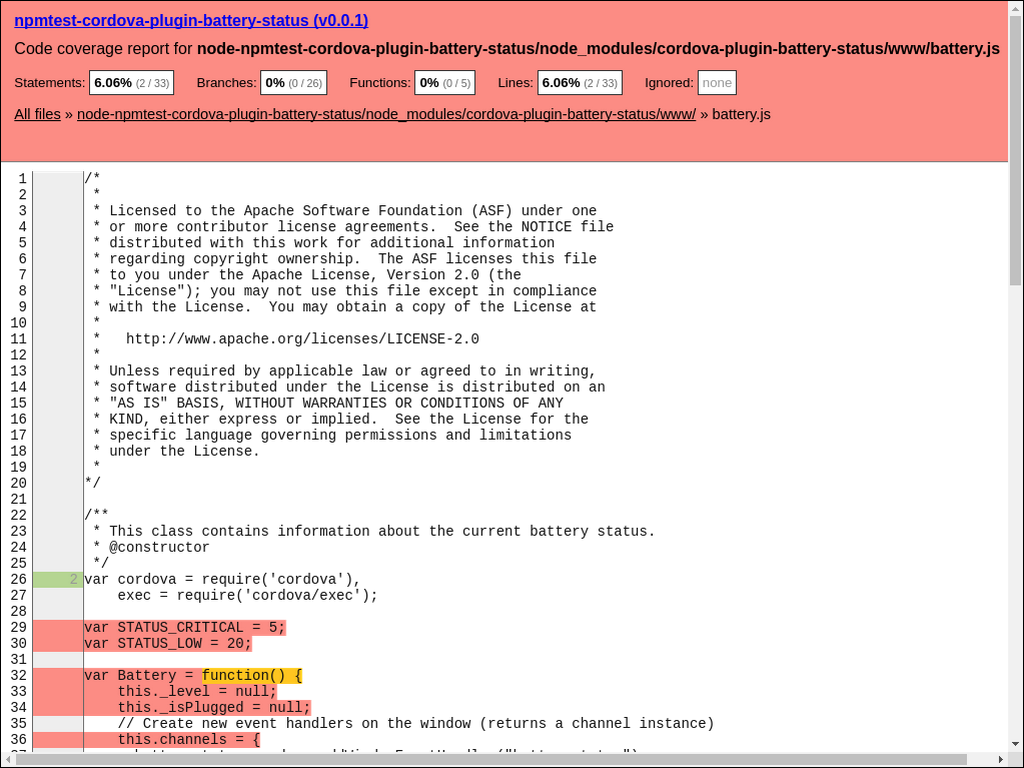 npmtest-cordova-plugin-battery-status (v0.0.1)
Code coverage report for node-npmtest-cordova-plugin-battery-status/node_modules/cordova-plugin-battery-status/www/battery.js
Statements: 6.06% (2 / 33) Branches: 0% (0 / 26) Functions: 0% (0 / 5) Lines: 6.06% (2 / 33) Ignored: none
All files » node-npmtest-cordova-plugin-battery-status/node_modules/cordova-plugin-battery-status/www/ » battery.js
1 /*
2  *
3  * Licensed to the Apache Software Foundation (ASF) under one
4  * or more contributor license agreements.  See the NOTICE file
5  * distributed with this work for additional information
6  * regarding copyright ownership.  The ASF licenses this file
7  * to you under the Apache License, Version 2.0 (the
8  * "License"); you may not use this file except in compliance
9  * with the License.  You may obtain a copy of the License at
10  *
11  *   http://www.apache.org/licenses/LICENSE-2.0
12  *
13  * Unless required by applicable law or agreed to in writing,
14  * software distributed under the License is distributed on an
15  * "AS IS" BASIS, WITHOUT WARRANTIES OR CONDITIONS OF ANY
16  * KIND, either express or implied.  See the License for the
17  * specific language governing permissions and limitations
18  * under the License.
19  *
20 */
21
22 /**
23  * This class contains information about the current battery status.
24  * @constructor
25  */
26 2 var cordova = require('cordova'),
27     exec = require('cordova/exec');
28
29 var STATUS_CRITICAL = 5;
30 var STATUS_LOW = 20;
31
32 var Battery = function() {
33     this._level = null;
34     this._isPlugged = null;
35     // Create new event handlers on the window (returns a channel instance)
36     this.channels = {